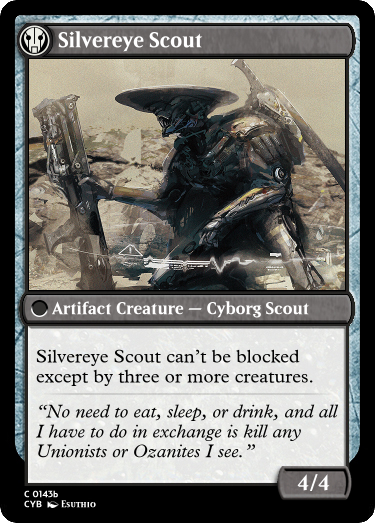 Silvereye Scout
Artifact Creature — Cyborg Scout
Silvereye Scout can't be blocked
except by three or more creatures.
“No need to eat, sleep, or drink, and all
I have to do in exchange is kill any
Unionists or Ozanites I see.”
4/4
C 0143b
CYB Esuthio